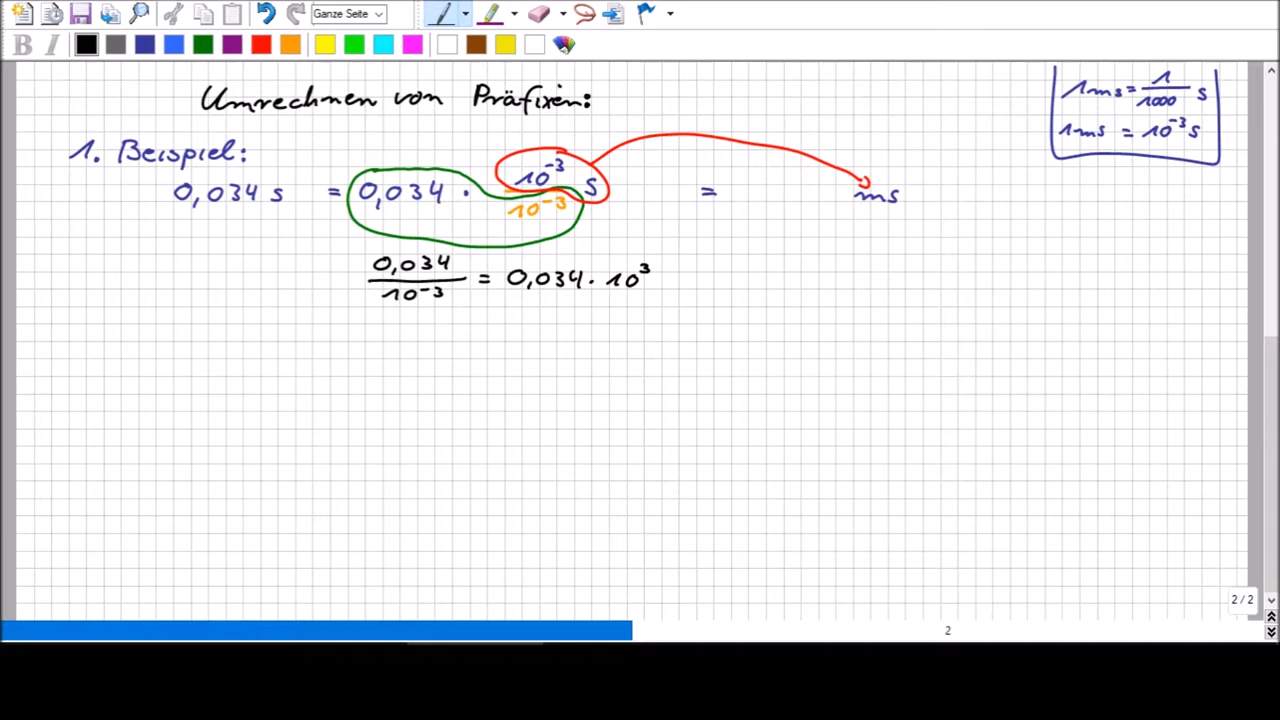 Ganze Seite
B I
Umrechnen von Präfixen:
1 ms = 1/1000 s
1 ms = 10⁻³ s
1. Beispiel:
0,034 s = 0,034 · 10⁻³/10⁻³ s = ms
0,034/10⁻³ = 0,034 · 10³
2 / 2
2